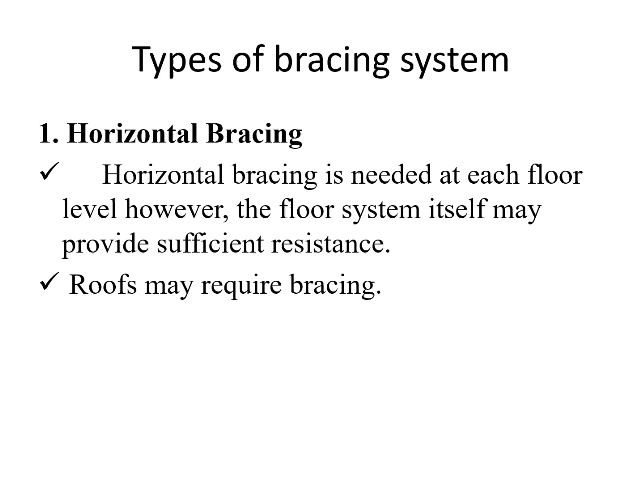 Types of bracing system
1. Horizontal Bracing
✓ Horizontal bracing is needed at each floor
level however, the floor system itself may
provide sufficient resistance.
✓ Roofs may require bracing.